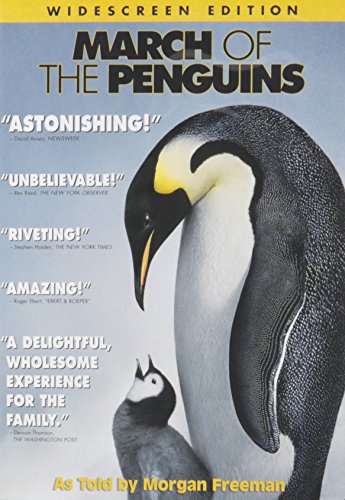 WIDESCREEN EDITION
MARCH OF
THE PENGUINS
"ASTONISHING!"
– David Ansen, NEWSWEEK
"UNBELIEVABLE!"
– Rex Reed, THE NEW YORK OBSERVER
"RIVETING!"
– Stephen Holden, THE NEW YORK TIMES
"AMAZING!"
– Roger Ebert, "EBERT & ROEPER"
"A DELIGHTFUL,
WHOLESOME
EXPERIENCE
FOR THE
FAMILY."
– Desson Thomson,
THE WASHINGTON POST
As Told by Morgan Freeman